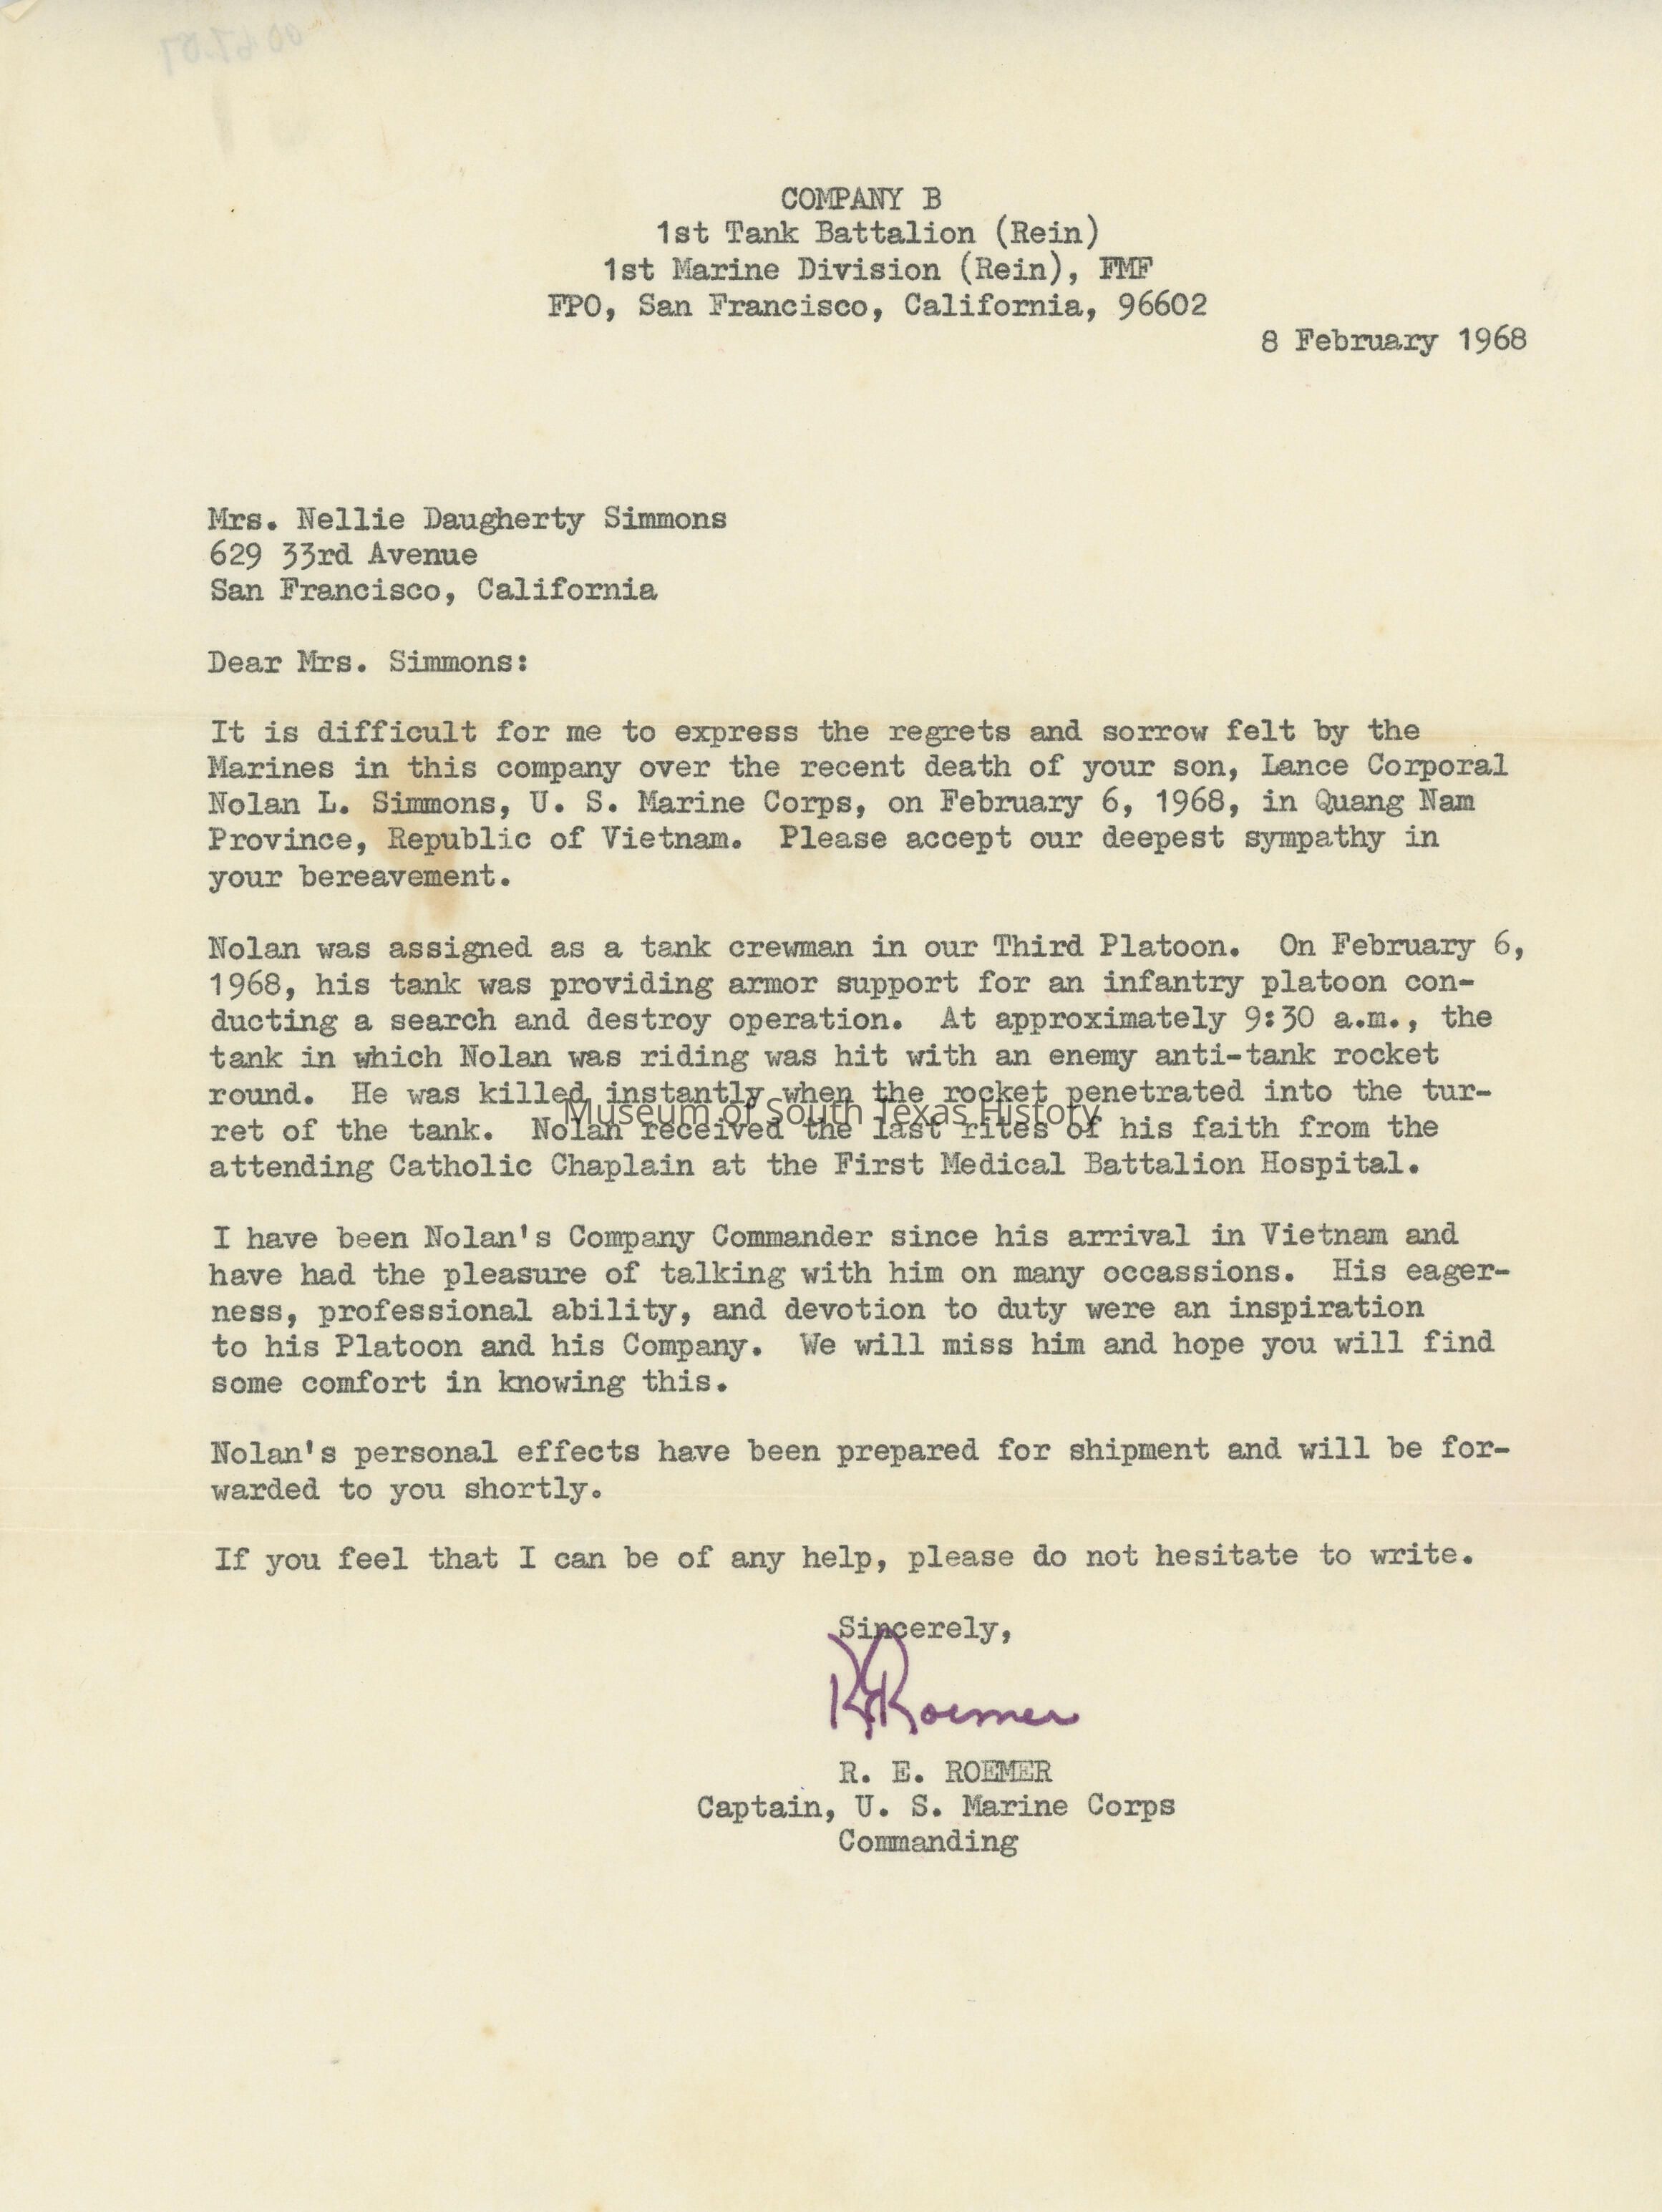 COMPANY B
1st Tank Battalion (Rein)
1st Marine Division (Rein), FMF
FPO, San Francisco, California, 96602
8 February 1968
Mrs. Nellie Daugherty Simmons
629 33rd Avenue
San Francisco, California
Dear Mrs. Simmons:
It is difficult for me to express the regrets and sorrow felt by the
Marines in this company over the recent death of your son, Lance Corporal
Nolan L. Simmons, U. S. Marine Corps, on February 6, 1968, in Quang Nam
Province, Republic of Vietnam. Please accept our deepest sympathy in
your bereavement.
Nolan was assigned as a tank crewman in our Third Platoon. On February 6,
1968, his tank was providing armor support for an infantry platoon con-
ducting a search and destroy operation. At approximately 9:30 a.m., the
tank in which Nolan was riding was hit with an enemy anti-tank rocket
round. He was killed instantly when the rocket penetrated into the tur-
Museum of South Texas History
ret of the tank. Nolan received the last rites of his faith from the
attending Catholic Chaplain at the First Medical Battalion Hospital.
I have been Nolan's Company Commander since his arrival in Vietnam and
have had the pleasure of talking with him on many occassions. His eager-
ness, professional ability, and devotion to duty were an inspiration
to his Platoon and his Company. We will miss him and hope you will find
some comfort in knowing this.
Nolan's personal effects have been prepared for shipment and will be for-
warded to you shortly.
If you feel that I can be of any help, please do not hesitate to write.
Sincerely,
RERoemer
R. E. ROEMER
Captain, U. S. Marine Corps
Commanding